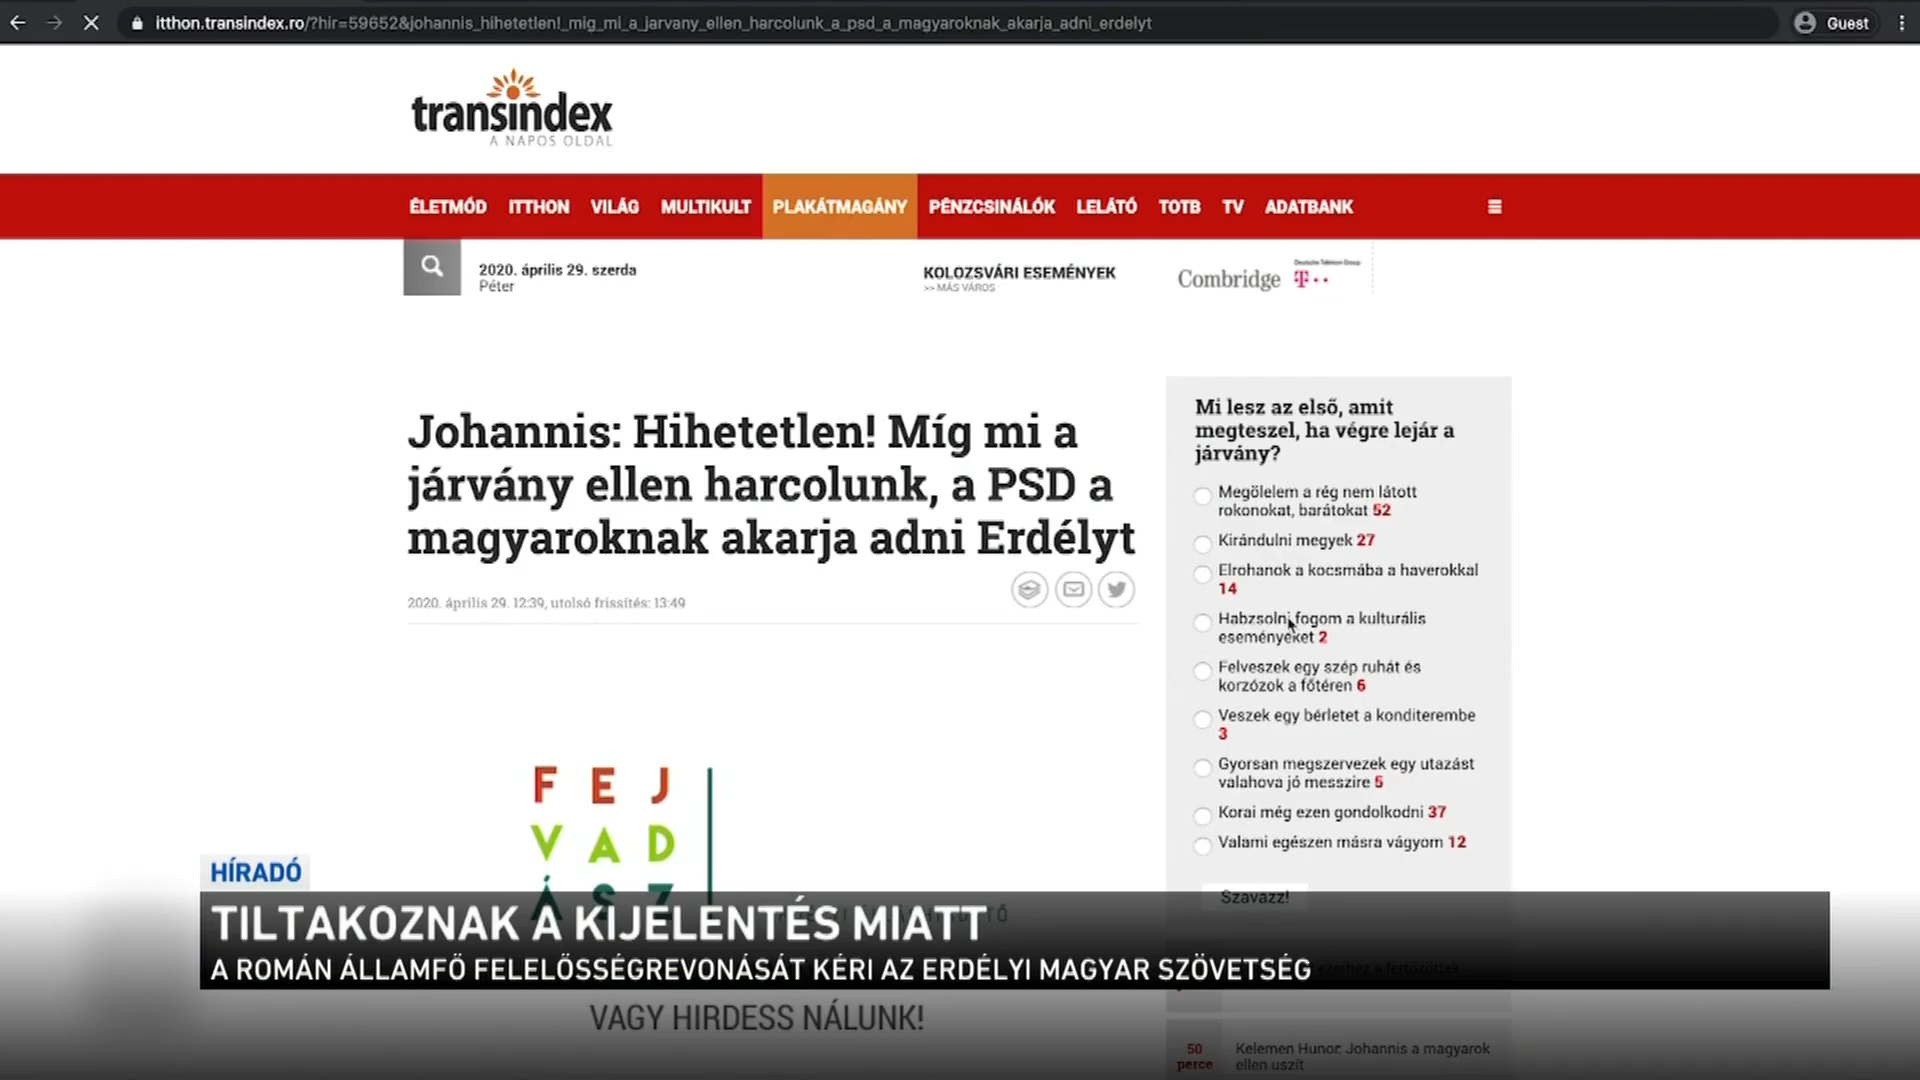 itthon.transindex.ro/?hir=59652&johannis_hihetetlen!_mig_mi_a_jarvany_ellen_harcolunk_a_psd_a_magyaroknak_akarja_adni_erdelyt
Guest
transindex
A NAPOS OLDAL
ÉLETMÓD ITTHON VILÁG MULTIKULT PLAKÁTMAGÁNY PÉNZCSINÁLÓK LELÁTÓ TOTB TV ADATBANK
2020. április 29. szerda
Péter
KOLOZSVÁRI ESEMÉNYEK
>> MÁS VÁROS
Combridge
Deutsche Telekom Group
T
Johannis: Hihetetlen! Míg mi a
járvány ellen harcolunk, a PSD a
magyaroknak akarja adni Erdélyt
2020. április 29. 12:39, utolsó frissítés: 13:49
Mi lesz az első, amit
megteszel, ha végre lejár a
járvány?
Megölelem a rég nem látott
rokonokat, barátokat 52
Kirándulni megyek 27
Elrohanok a kocsmába a haverokkal
14
Habzsolni fogom a kulturális
eseményeket 2
Felveszek egy szép ruhát és
korzózok a főtéren 6
Veszek egy bérletet a konditerembe
3
Gyorsan megszervezek egy utazást
valahova jó messzire 5
Korai még ezen gondolkodni 37
Valami egészen másra vágyom 12
Szavazz!
FEJ
VAD
ÁSZ
HÍRADÓ
TILTAKOZNAK A KIJELENTÉS MIATT
A ROMÁN ÁLLAMFŐ FELELŐSSÉGREVONÁSÁT KÉRI AZ ERDÉLYI MAGYAR SZÖVETSÉG
VAGY HIRDESS NÁLUNK!
50
perce
Kelemen Hunor: Johannis a magyarok
ellen uszít